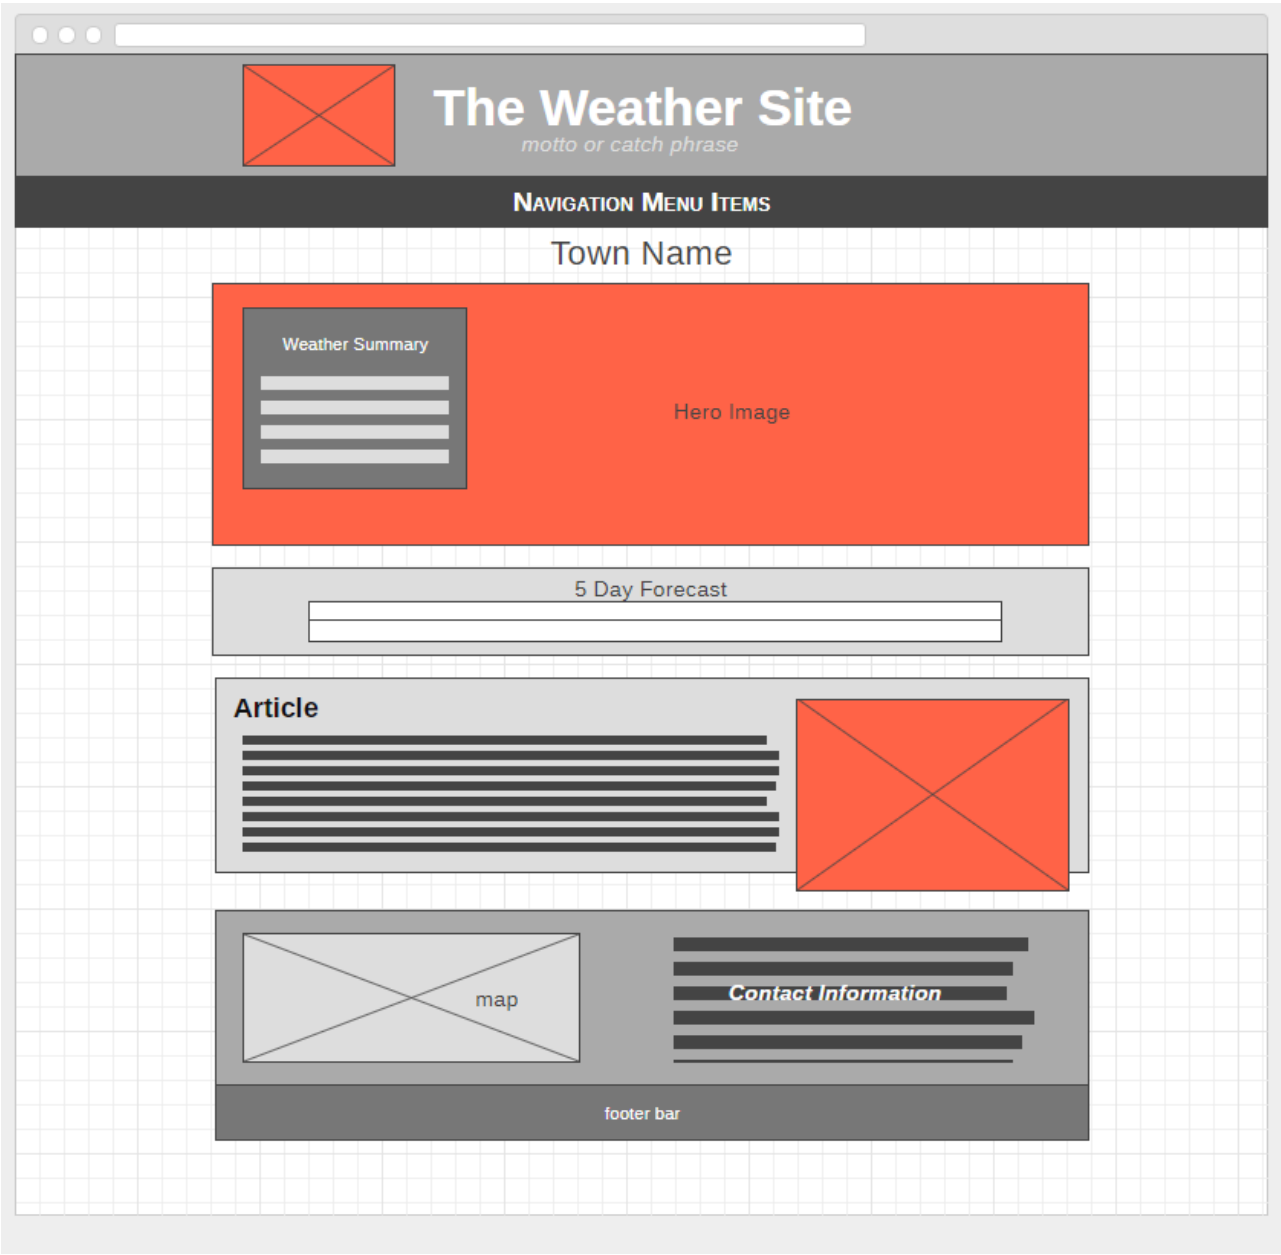 The Weather Site
motto or catch phrase
Navigation Menu Items
Town Name
Weather Summary
Hero Image
5 Day Forecast
Article
map
Contact Information
footer bar